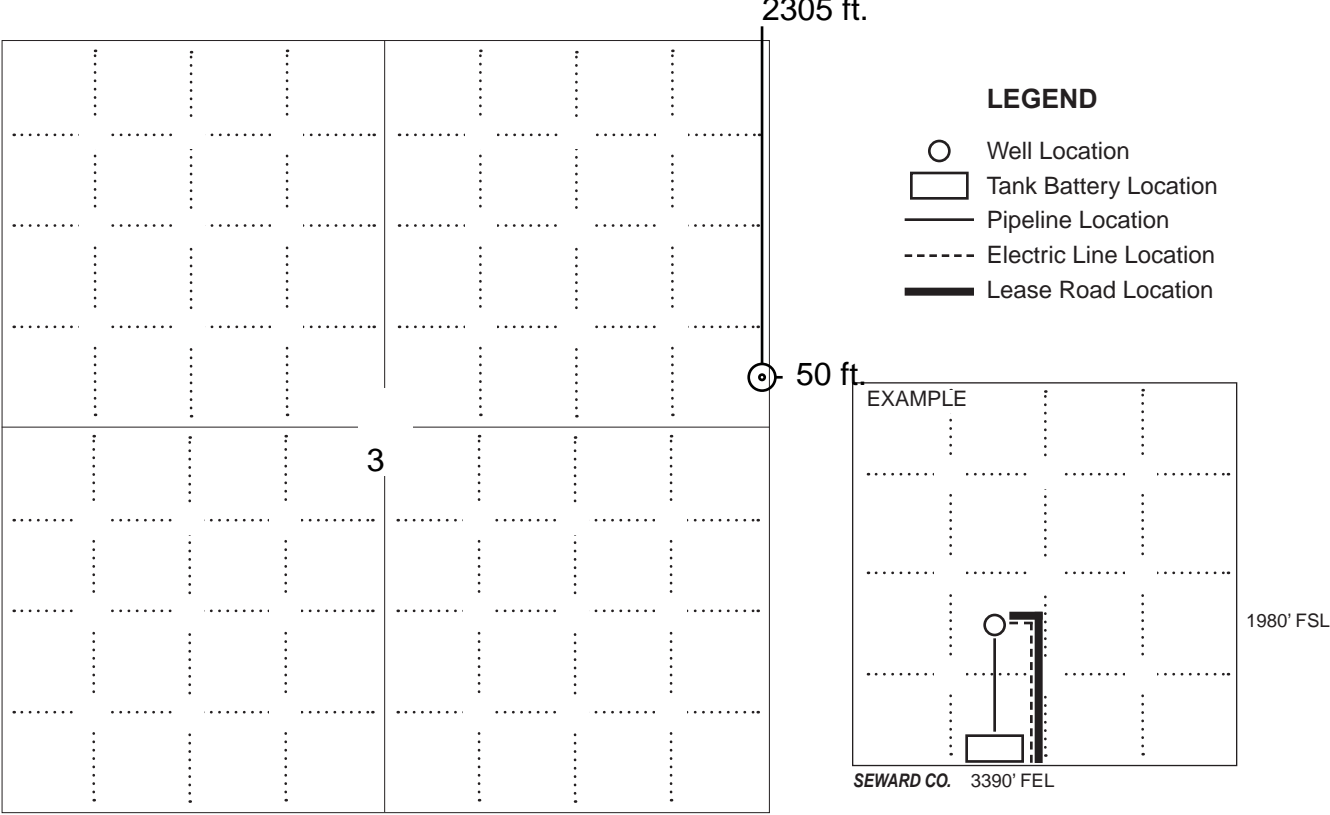 2305 ft.
LEGEND
Well Location
Tank Battery Location
Pipeline Location
Electric Line Location
Lease Road Location
50 ft.
EXAMPLE
3
1980’ FSL
SEWARD CO. 3390’ FEL